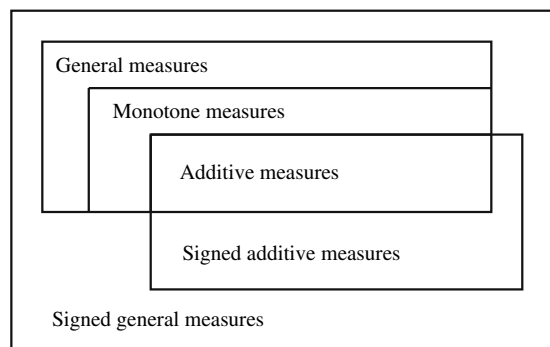 General measures
Monotone measures
Additive measures
Signed additive measures
Signed general measures